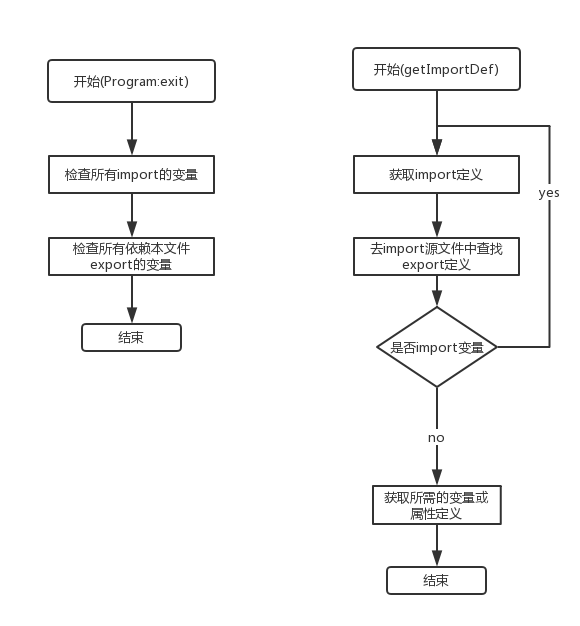 开始(Program:exit)
检查所有import的变量
检查所有依赖本文件
export的变量
结束
开始(getImportDef)
获取import定义
去import源文件中查找
export定义
是否import变量
yes
no
获取所需的变量或
属性定义
结束